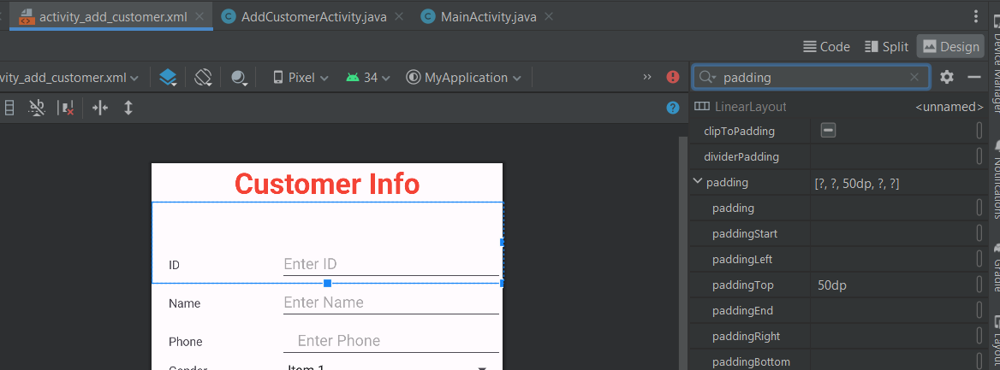 activity_add_customer.xml
AddCustomerActivity.java
MainActivity.java
Code
Split
Design
vity_add_customer.xml
Pixel
34
MyApplication
padding
LinearLayout
<unnamed>
clipToPadding
dividerPadding
padding
[?, ?, 50dp, ?, ?]
padding
paddingStart
paddingLeft
paddingTop
50dp
paddingEnd
paddingRight
paddingBottom
Customer Info
ID
Enter ID
Name
Enter Name
Phone
Enter Phone
Gender
Item 1
Device Manager
Notifications
Gradle
Layout